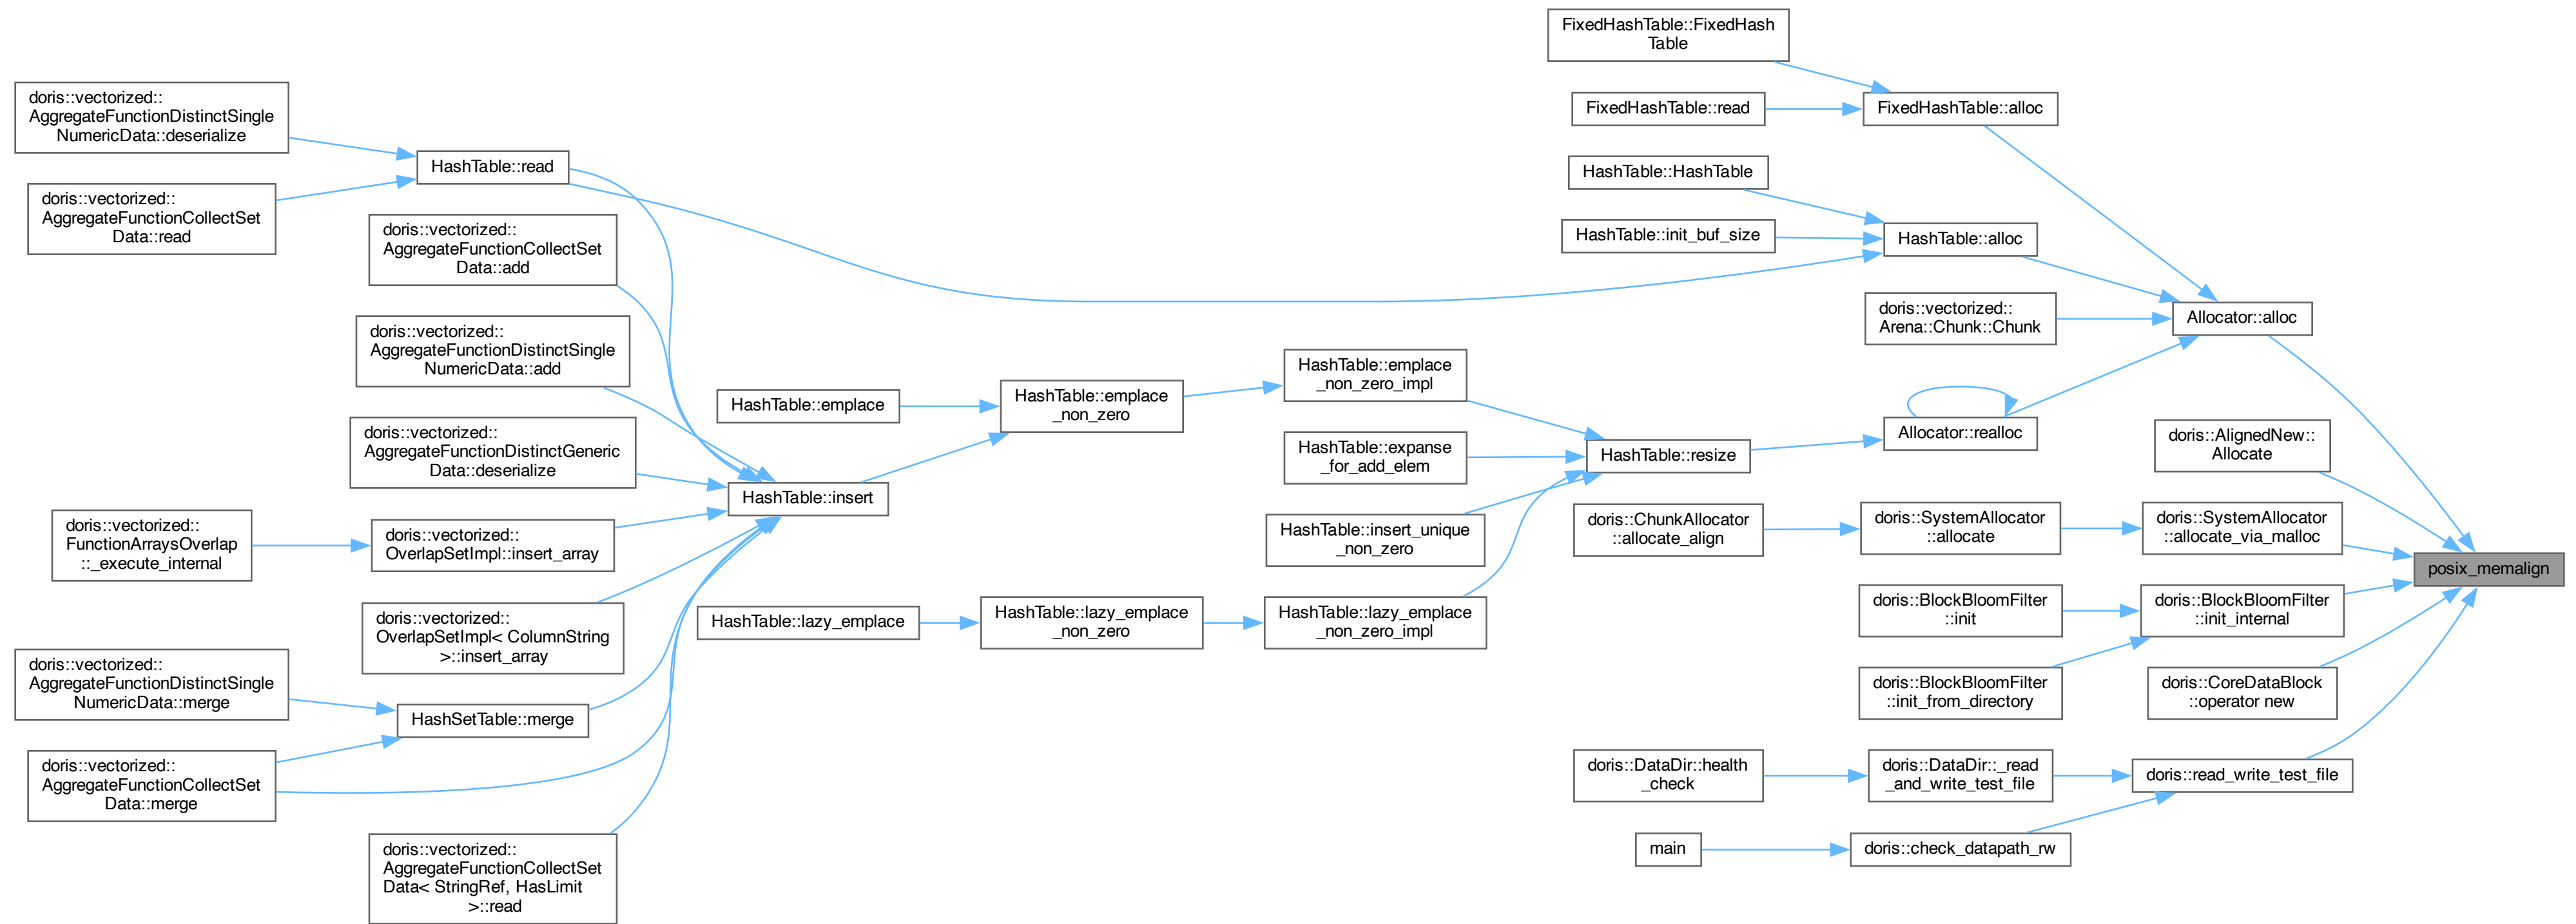 FixedHashTable::FixedHash
Table
FixedHashTable::read
FixedHashTable::alloc
HashTable::HashTable
HashTable::init_buf_size
HashTable::alloc
doris::vectorized::
Arena::Chunk::Chunk
Allocator::alloc
Allocator::realloc
doris::vectorized::
AggregateFunctionDistinctSingle
NumericData::deserialize
HashTable::read
doris::vectorized::
AggregateFunctionCollectSet
Data::read
doris::vectorized::
AggregateFunctionCollectSet
Data::add
doris::vectorized::
AggregateFunctionDistinctSingle
NumericData::add
doris::vectorized::
AggregateFunctionDistinctGeneric
Data::deserialize
doris::vectorized::
FunctionArraysOverlap
::_execute_internal
doris::vectorized::
OverlapSetImpl::insert_array
doris::vectorized::
OverlapSetImpl< ColumnString
>::insert_array
doris::vectorized::
AggregateFunctionDistinctSingle
NumericData::merge
HashSetTable::merge
doris::vectorized::
AggregateFunctionCollectSet
Data::merge
doris::vectorized::
AggregateFunctionCollectSet
Data< StringRef, HasLimit
>::read
HashTable::emplace
HashTable::insert
HashTable::lazy_emplace
HashTable::emplace
_non_zero
HashTable::lazy_emplace
_non_zero
HashTable::emplace
_non_zero_impl
HashTable::expanse
_for_add_elem
HashTable::insert_unique
_non_zero
HashTable::lazy_emplace
_non_zero_impl
HashTable::resize
doris::AlignedNew::
Allocate
doris::ChunkAllocator
::allocate_align
doris::SystemAllocator
::allocate
doris::SystemAllocator
::allocate_via_malloc
posix_memalign
doris::BlockBloomFilter
::init
doris::BlockBloomFilter
::init_internal
doris::BlockBloomFilter
::init_from_directory
doris::CoreDataBlock
::operator new
doris::DataDir::health
_check
doris::DataDir::_read
_and_write_test_file
doris::read_write_test_file
main
doris::check_datapath_rw